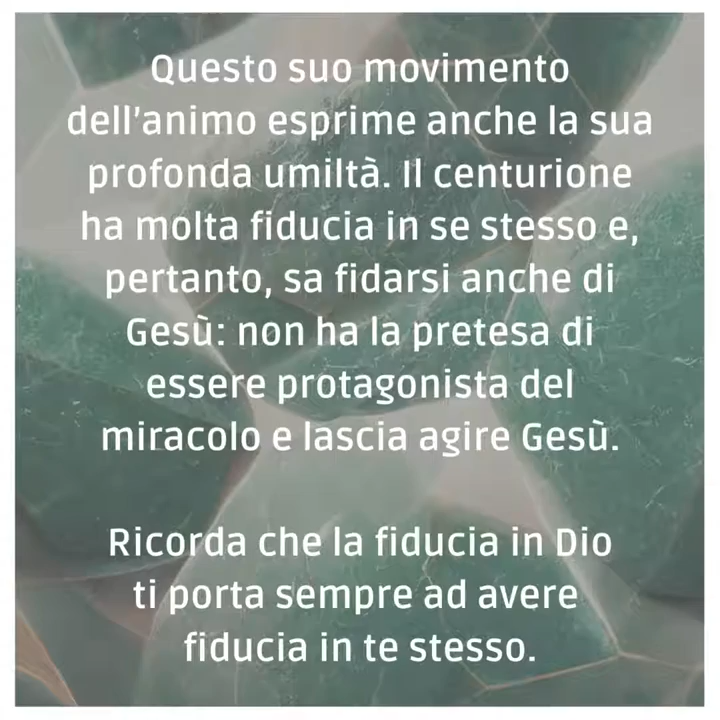 Questo suo movimento
dell'animo esprime anche la sua
profonda umiltà. Il centurione
ha molta fiducia in se stesso e,
pertanto, sa fidarsi anche di
Gesù: non ha la pretesa di
essere protagonista del
miracolo e lascia agire Gesù.
Ricorda che la fiducia in Dio
ti porta sempre ad avere
fiducia in te stesso.